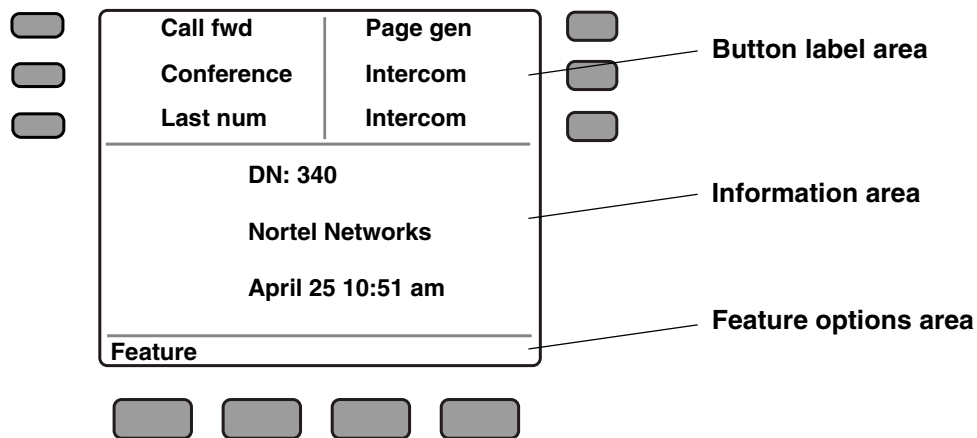 Call fwd
Page gen
Conference
Intercom
Last num
Intercom
DN: 340
Nortel Networks
April 25 10:51 am
Feature
Button label area
Information area
Feature options area